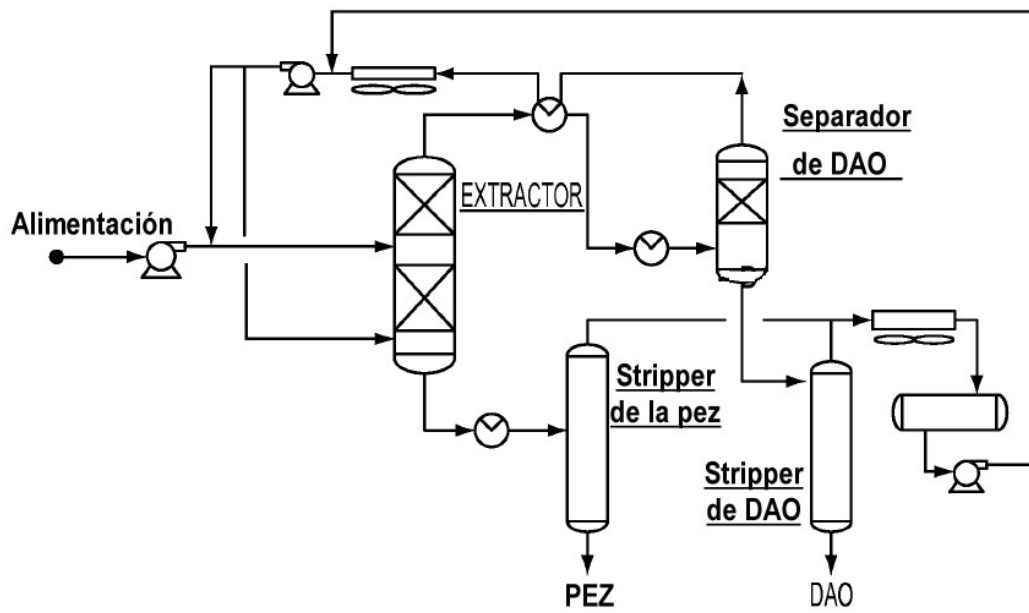 Separador
de DAO
EXTRACTOR
Alimentación
Stripper
de la pez
Stripper
de DAO
PEZ
DAO